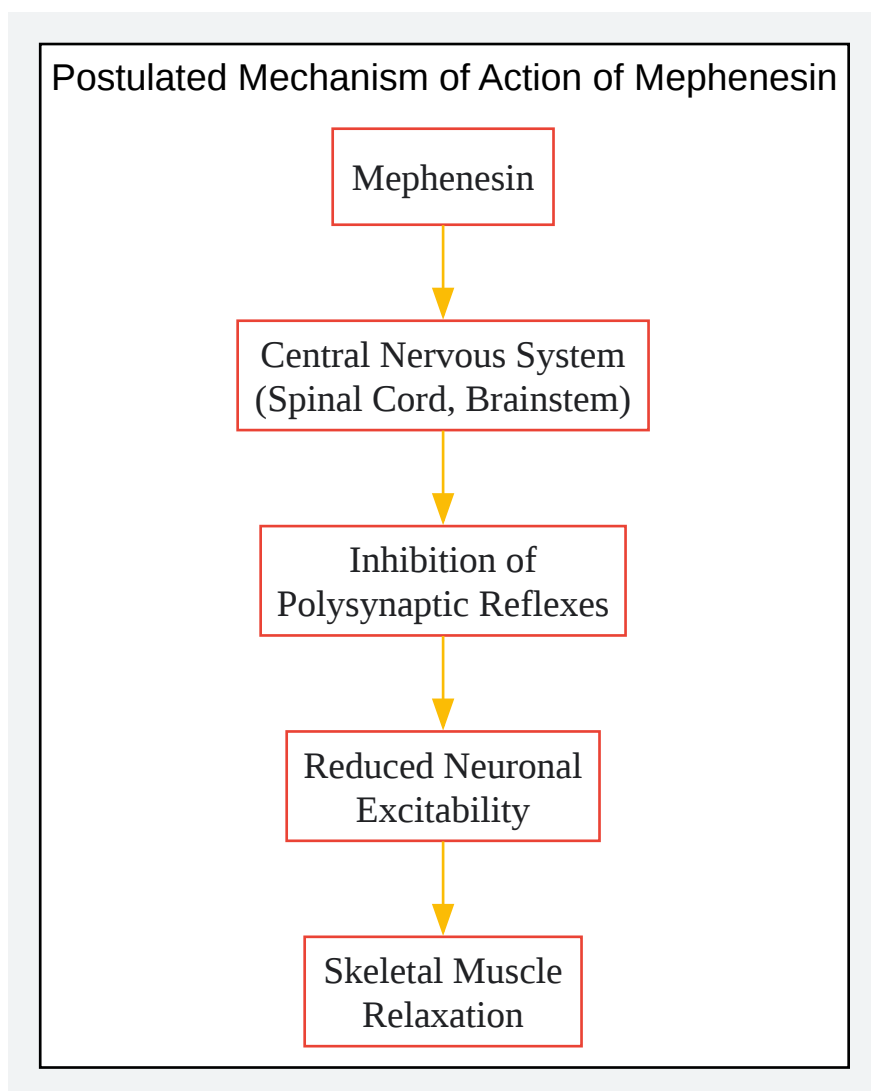 Postulated Mechanism of Action of Mephenesin
Mephenesin
Central Nervous System
(Spinal Cord, Brainstem)
Inhibition of
Polysynaptic Reflexes
Reduced Neuronal
Excitability
Skeletal Muscle
Relaxation